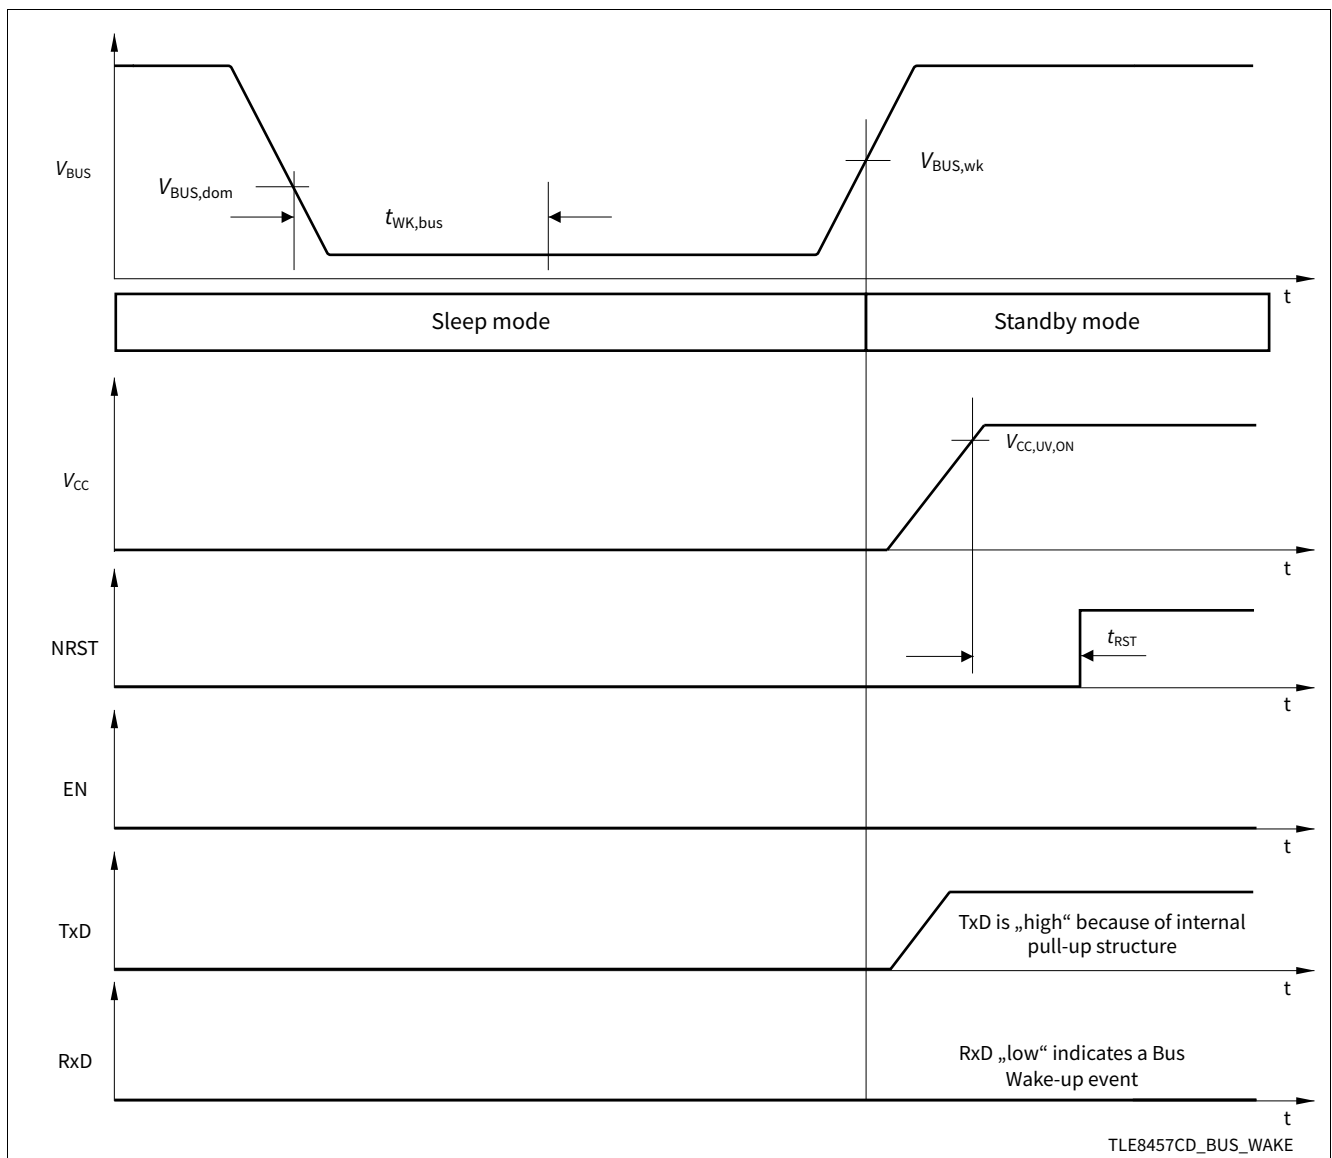 V_BUS
V_BUS,dom
t_WK,bus
V_BUS,wk
t
Sleep mode
Standby mode
V_CC
V_CC,UV,ON
t
NRST
t_RST
t
EN
t
TxD
TxD is „high“ because of internal
pull-up structure
t
RxD
RxD „low“ indicates a Bus
Wake-up event
t
TLE8457CD_BUS_WAKE